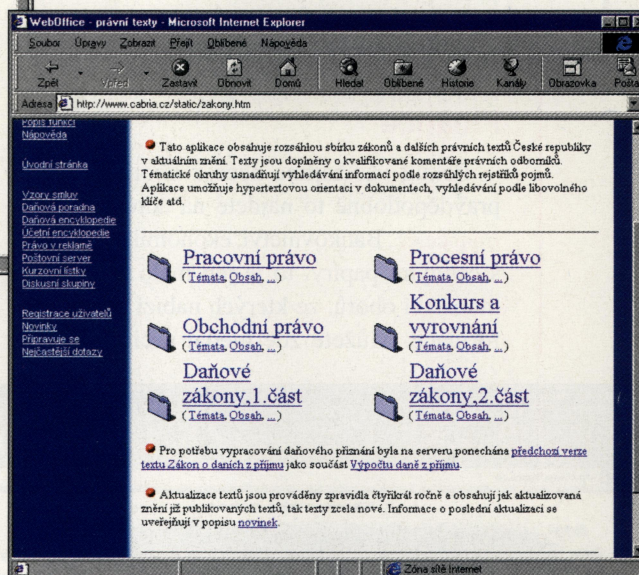 WebOffice - právní texty - Microsoft Internet Explorer
Soubor Úpravy Zobrazit Přejít Oblíbené Nápověda
Zpět Vpřed Zastavit Obnovit Domů Hledat Oblíbené Historie Kanály Obrazovka Pošta
Adresa http://www.cabria.cz/static/zakony.htm
Popis funkcí
Nápověda
Úvodní stránka
Vzory smluv
Daňová poradna
Daňová encyklopedie
Účetní encyklopedie
Právo v reklamě
Poštovní server
Kurzovní lístky
Diskusní skupiny
Registrace uživatelů
Novinky
Připravuje se
Nejčastější dotazy
Tato aplikace obsahuje rozsáhlou sbírku zákonů a dalších právních textů České republiky
v aktuálním znění. Texty jsou doplněny o kvalifikované komentáře právních odborníků.
Tématické okruhy usnadňují vyhledávání informací podle rozsáhlých rejstříků pojmů.
Aplikace umožňuje hypertextovou orientaci v dokumentech, vyhledávání podle libovolného
klíče atd.
Pracovní právo
(Témata, Obsah, ...)
Procesní právo
(Témata, Obsah, ...)
Obchodní právo
(Témata, Obsah, ...)
Konkurs a
vyrovnání
(Témata, Obsah, ...)
Daňové
zákony,1.část
(Témata, Obsah, ...)
Daňové
zákony,2.část
(Témata, Obsah, ...)
Pro potřebu vypracování daňového přiznání byla na serveru ponechána předchozí verze
textu Zákon o daních z příjmu jako součást Výpočtu daně z příjmu.
Aktualizace textů jsou prováděny zpravidla čtyřikrát ročně a obsahují jak aktualizovaná
znění již publikovaných textů, tak texty zcela nové. Informace o poslední aktualizaci se
uveřejňují v popisu novinek.
Zóna sítě Internet